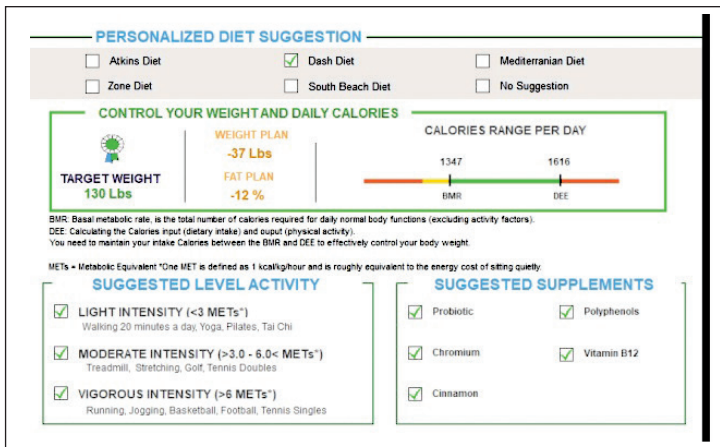 PERSONALIZED DIET SUGGESTION
Atkins Diet
Dash Diet
Mediterranian Diet
Zone Diet
South Beach Diet
No Suggestion
CONTROL YOUR WEIGHT AND DAILY CALORIES
TARGET WEIGHT
130 Lbs
WEIGHT PLAN
-37 Lbs
FAT PLAN
-12 %
CALORIES RANGE PER DAY
1347
1616
BMR
DEE
BMR: Basal metabolic rate, is the total number of calories required for daily normal body functions (excluding activity factors).
DEE: Calculating the Calories input (dietary intake) and ouput (physical activity).
You need to maintain your intake Calories between the BMR and DEE to effectively control your body weight.
METs = Metabolic Equivalent *One MET is defined as 1 kcal/kg/hour and is roughly equivalent to the energy cost of sitting quietly.
SUGGESTED LEVEL ACTIVITY
LIGHT INTENSITY (<3 METs*)
Walking 20 minutes a day, Yoga, Pilates, Tai Chi
MODERATE INTENSITY (>3.0 - 6.0< METs*)
Treadmill, Stretching, Golf, Tennis Doubles
VIGOROUS INTENSITY (>6 METs*)
Running, Jogging, Basketball, Football, Tennis Singles
SUGGESTED SUPPLEMENTS
Probiotic
Polyphenols
Chromium
Vitamin B12
Cinnamon